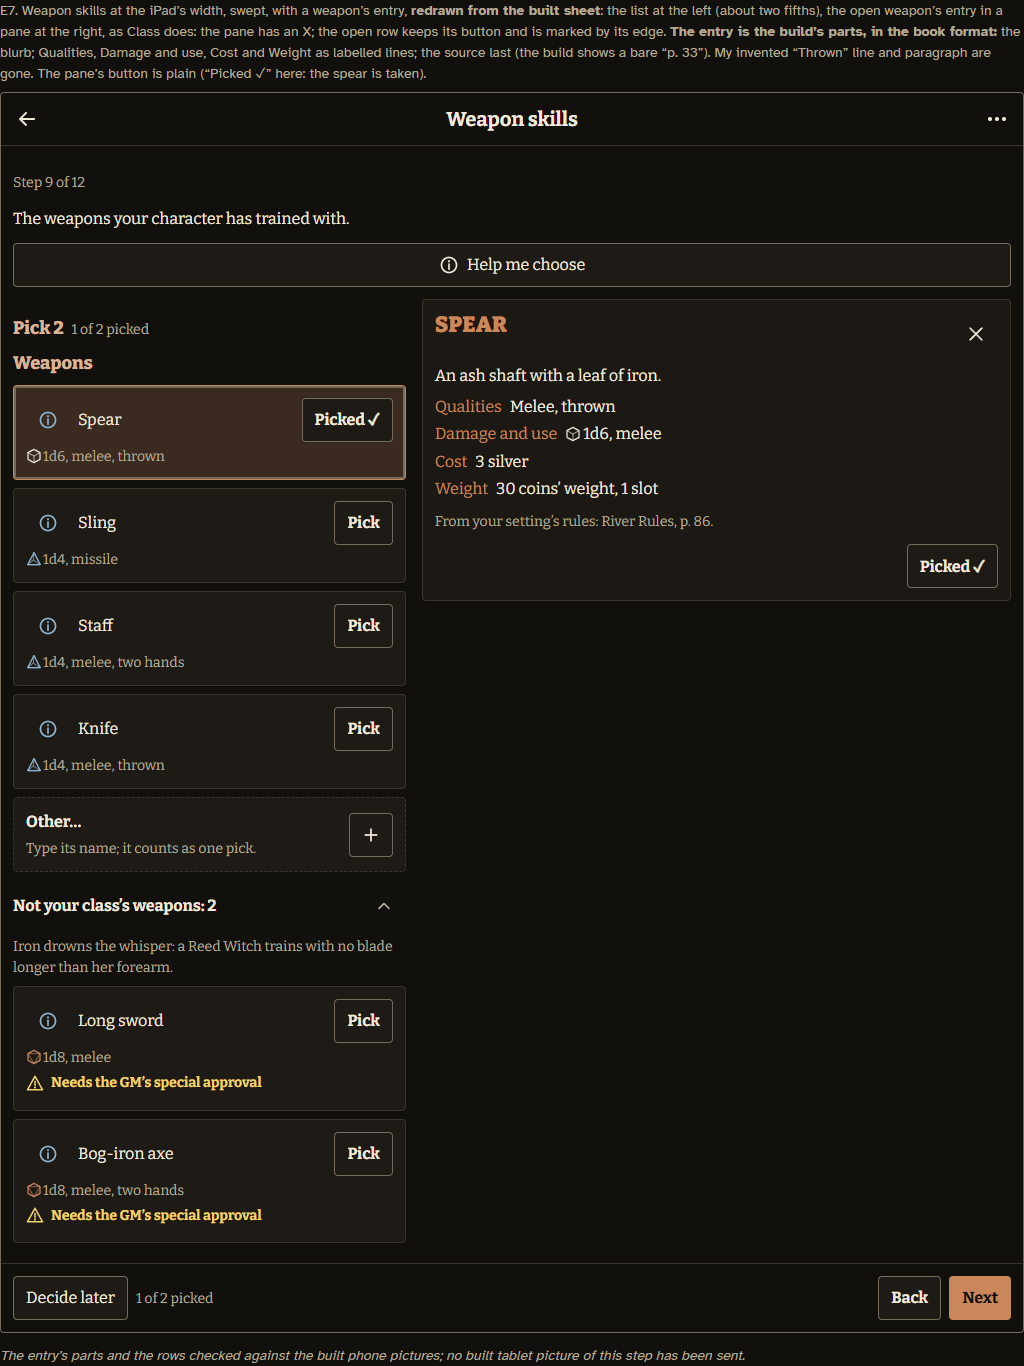 E7. Weapon skills at the iPad's width, swept, with a weapon's entry, redrawn from the built sheet: the list at the left (about two fifths), the open weapon's entry in a
pane at the right, as Class does: the pane has an X; the open row keeps its button and is marked by its edge. The entry is the build's parts, in the book format: the
blurb; Qualities, Damage and use, Cost and Weight as labelled lines; the source last (the build shows a bare “p. 33”). My invented “Thrown” line and paragraph are
gone. The pane's button is plain (“Picked ✓” here: the spear is taken).
Weapon skills
Step 9 of 12
The weapons your character has trained with.
Help me choose
Pick 2 1 of 2 picked
Weapons
Spear
Picked ✓
1d6, melee, thrown
Sling
Pick
1d4, missile
Staff
Pick
1d4, melee, two hands
Knife
Pick
1d4, melee, thrown
Other...
Type its name; it counts as one pick.
Not your class’s weapons: 2
Iron drowns the whisper: a Reed Witch trains with no blade
longer than her forearm.
Long sword
Pick
1d8, melee
Needs the GM’s special approval
Bog-iron axe
Pick
1d8, melee, two hands
Needs the GM’s special approval
SPEAR
An ash shaft with a leaf of iron.
Qualities Melee, thrown
Damage and use 1d6, melee
Cost 3 silver
Weight 30 coins’ weight, 1 slot
From your setting’s rules: River Rules, p. 86.
Picked ✓
Decide later
1 of 2 picked
Back
Next
The entry's parts and the rows checked against the built phone pictures; no built tablet picture of this step has been sent.